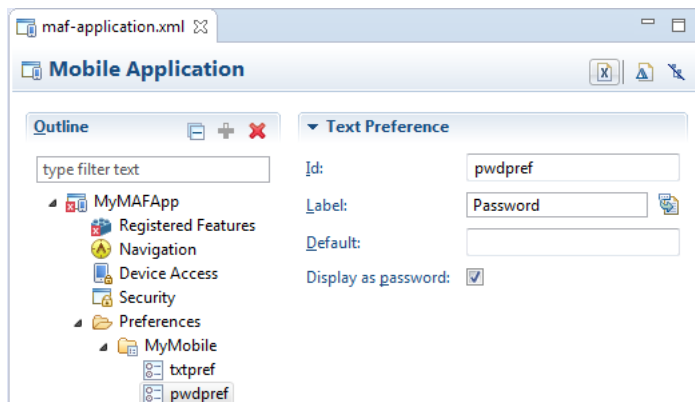 maf-application.xml
Mobile Application
Outline
type filter text
MyMAFApp
Registered Features
Navigation
Device Access
Security
Preferences
MyMobile
txtpref
pwdpref
Text Preference
Id: pwdpref
Label: Password
Default:
Display as password: